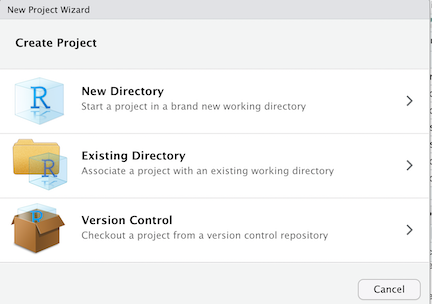 New Project Wizard
Create Project
R
New Directory
Start a project in a brand new working directory
R
Existing Directory
Associate a project with an existing working directory
Version Control
Checkout a project from a version control repository
Cancel